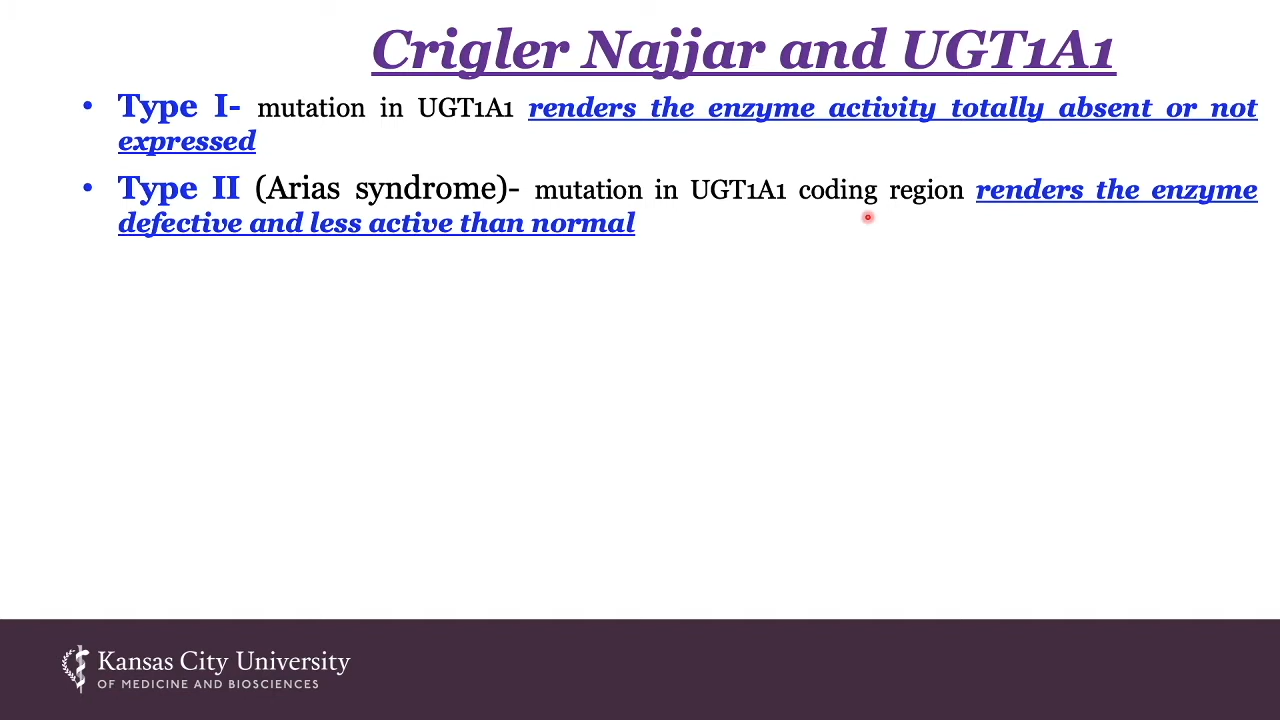 Crigler Najjar and UGT1A1
• Type I- mutation in UGT1A1 renders the enzyme activity totally absent or not
expressed
• Type II (Arias syndrome)- mutation in UGT1A1 coding region renders the enzyme
defective and less active than normal
Kansas City University
OF MEDICINE AND BIOSCIENCES